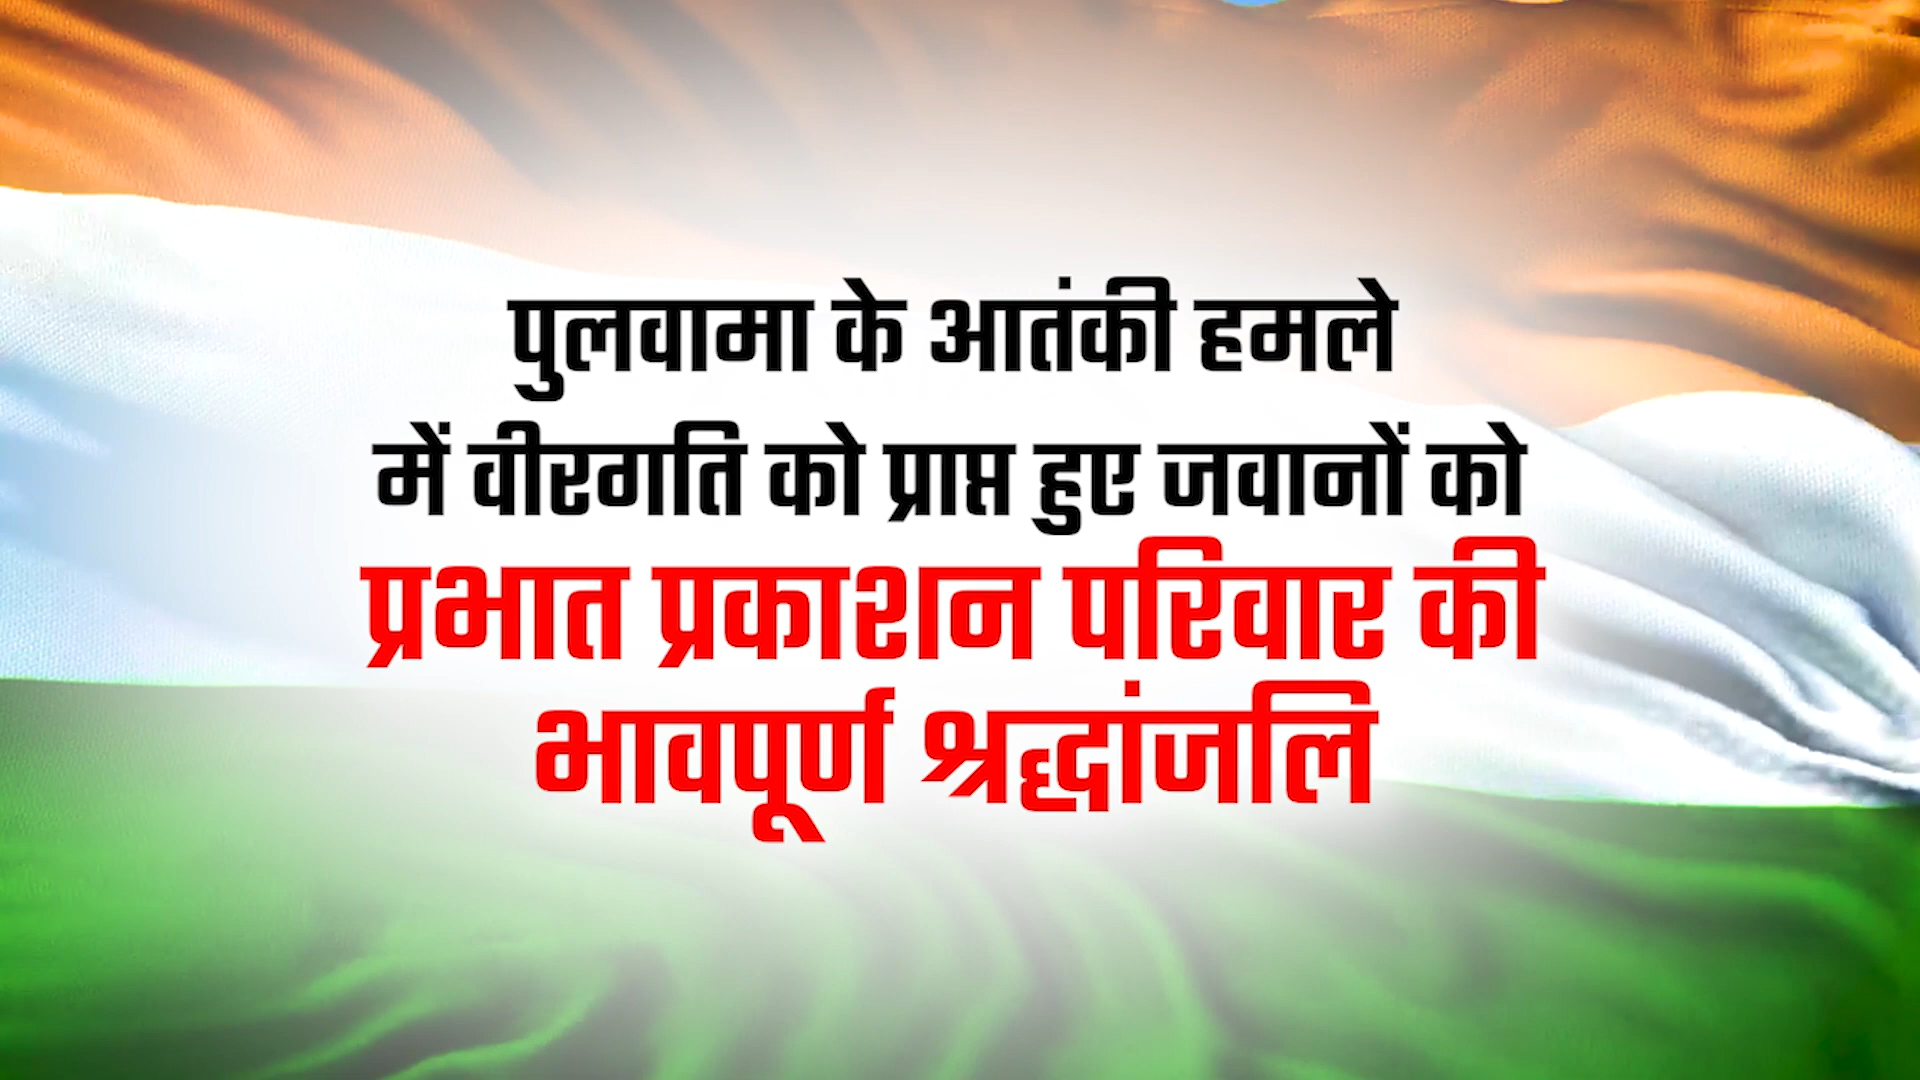 पुलवामा के आतंकी हमले
में वीरगति को प्राप्त हुए जवानों को
प्रभात प्रकाशन परिवार की
भावपूर्ण श्रद्धांजलि